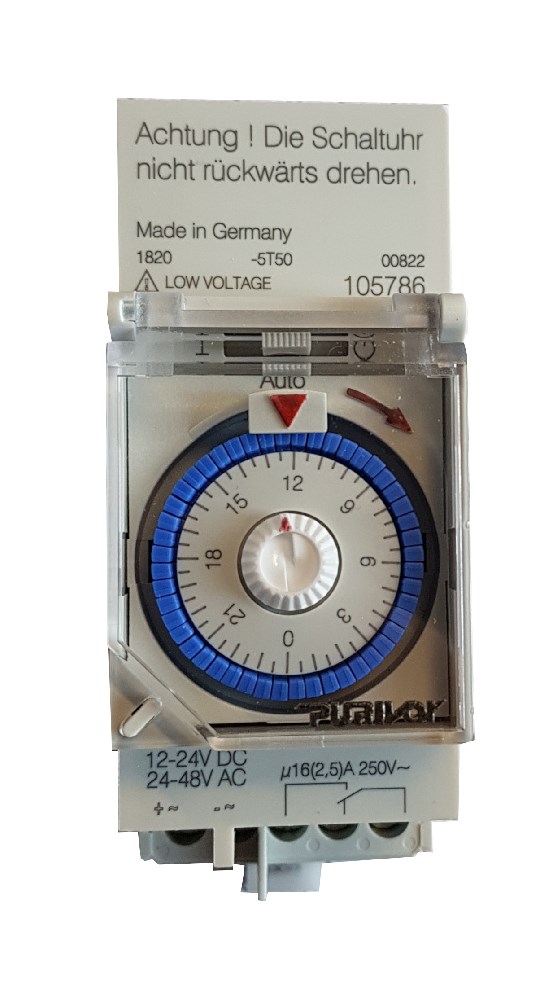 Achtung ! Die Schaltuhr
nicht rückwärts drehen.
Made in Germany
1820 -5T50 00822
LOW VOLTAGE 105786
I
Auto
12
15 9
18 6
21 3
0
12-24V DC
24-48V AC
µ16(2,5)A 250V~